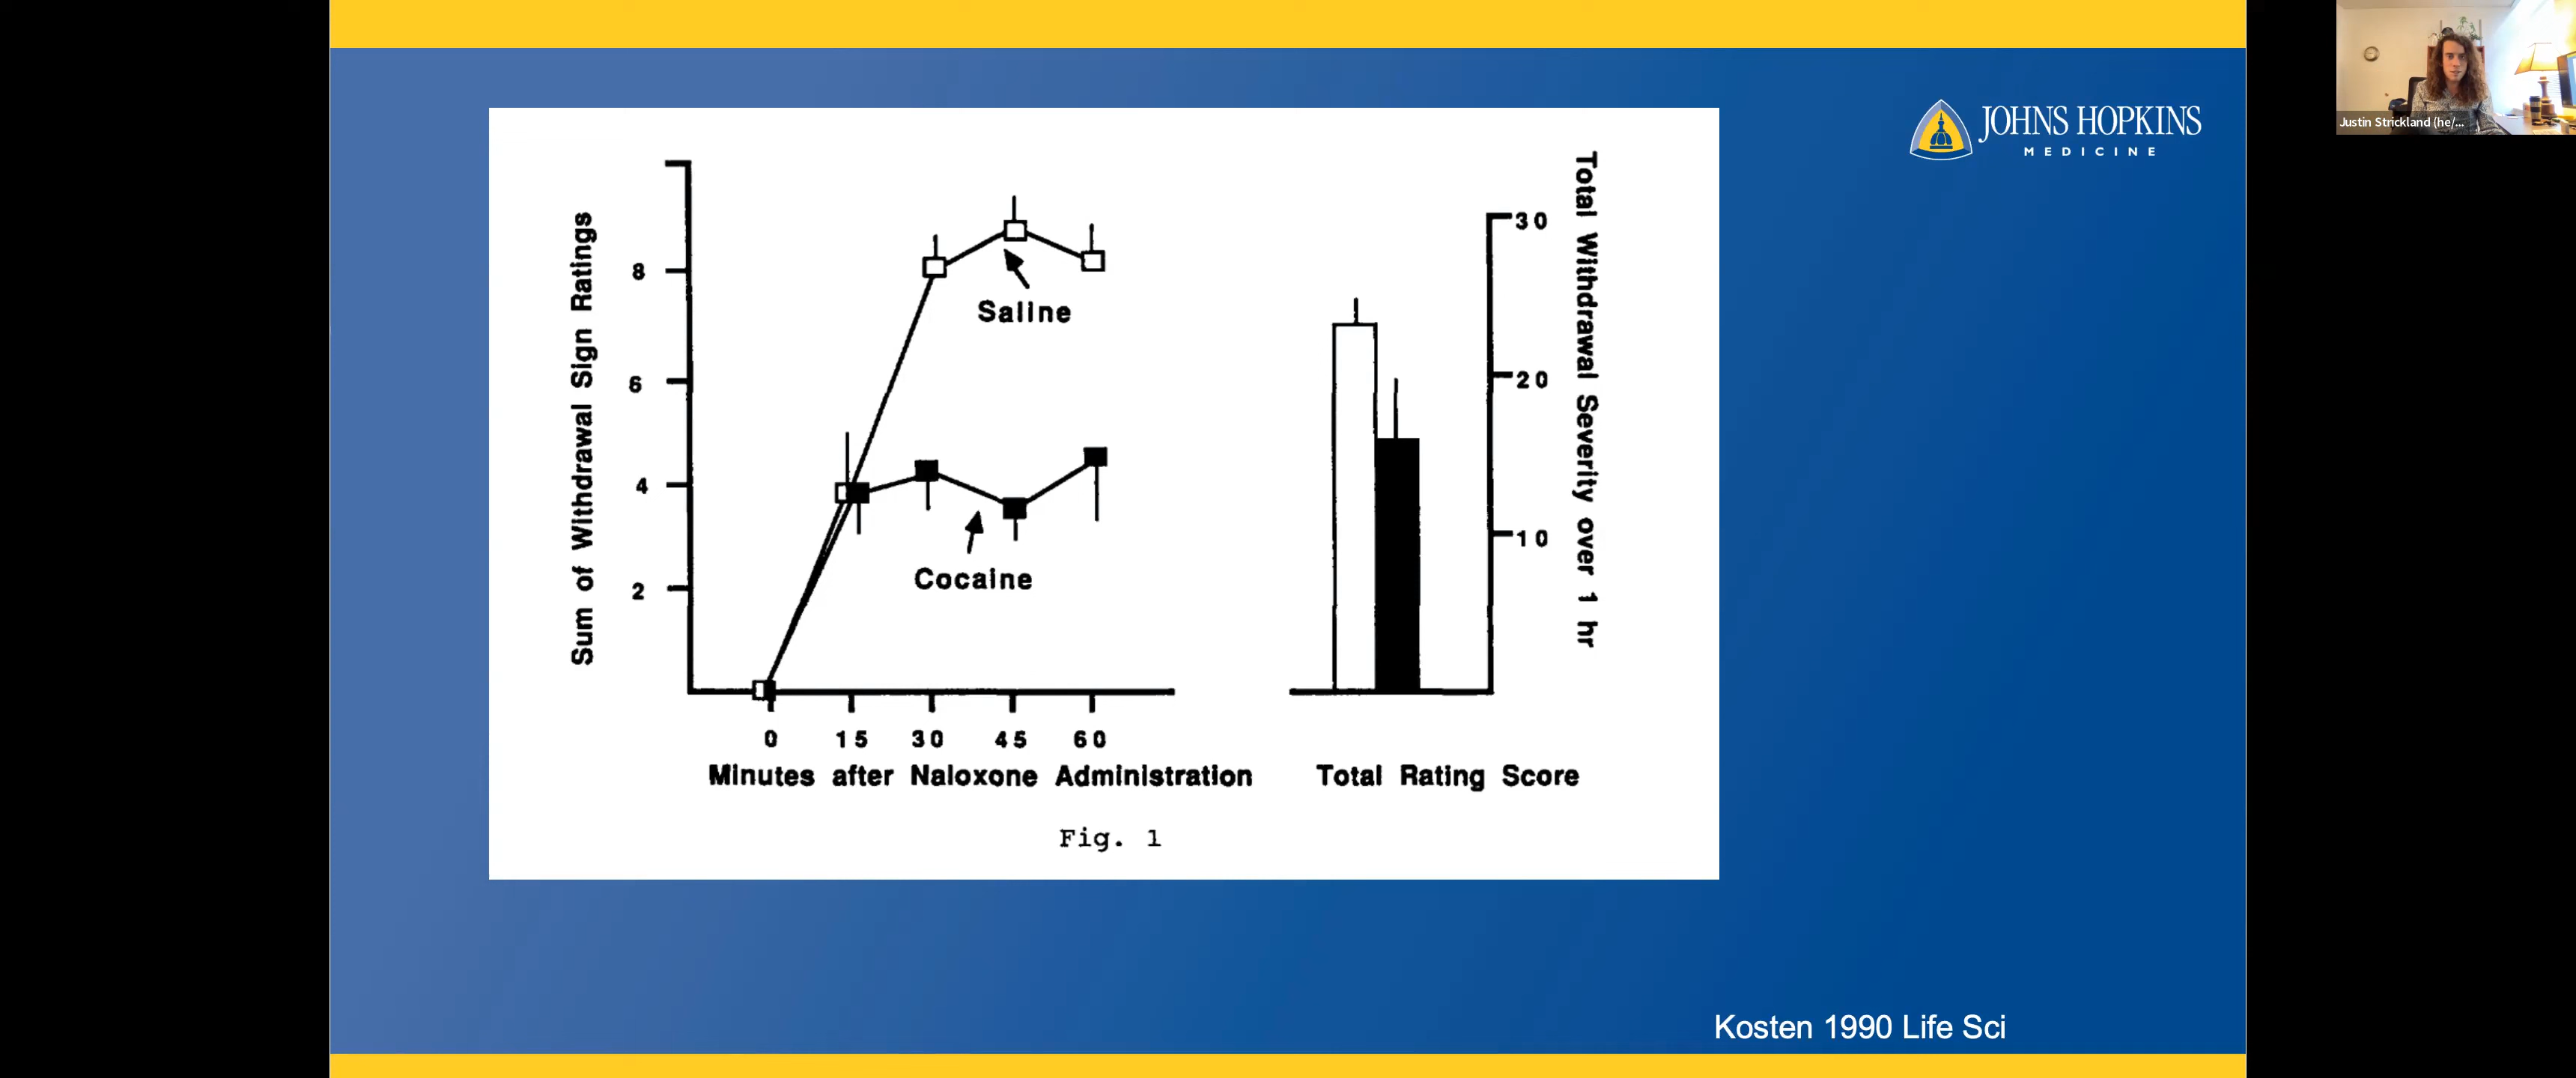 JOHNS HOPKINS
MEDICINE
Justin Strickland (he/...
Sum of Withdrawal Sign Ratings
8
6
4
2
Saline
Cocaine
0 15 30 45 60
Minutes after Naloxone Administration
30
20
10
Total Withdrawal Severity over 1 hr
Total Rating Score
Fig. 1
Kosten 1990 Life Sci